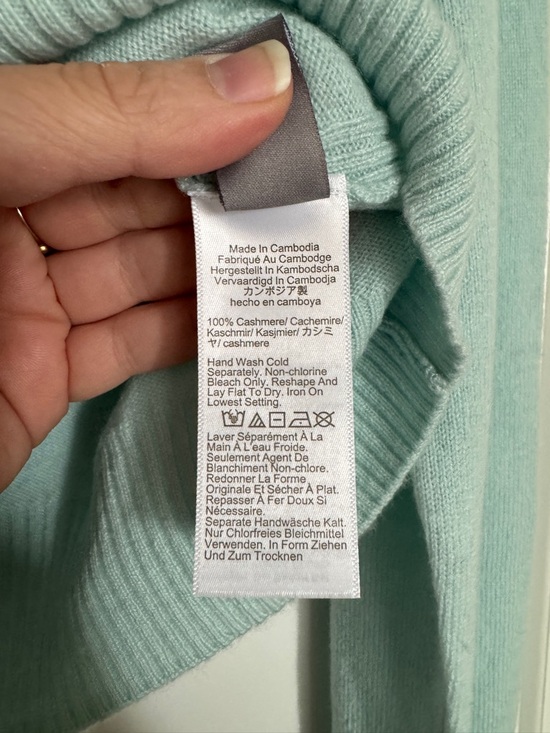 Made In Cambodia
Fabriqué Au Cambodge
Hergestellt In Kambodscha
Vervaardigd In Cambodja
カンボジア製
hecho en camboya
100% Cashmere/ Cachemire/
Kaschmir/ Kasjmier/ カシミ
ヤ/ cashmere
Hand Wash Cold
Separately. Non-chlorine
Bleach Only. Reshape And
Lay Flat To Dry. Iron On
Lowest Setting.
Laver Séparément À La
Main À L'eau Froide.
Seulement Agent De
Blanchiment Non-chlore.
Redonner La Forme
Originale Et Sécher À Plat.
Repasser À Fer Doux Si
Nécessaire.
Separate Handwäsche Kalt.
Nur Chlorfreies Bleichmittel
Verwenden. In Form Ziehen
Und Zum Trocknen